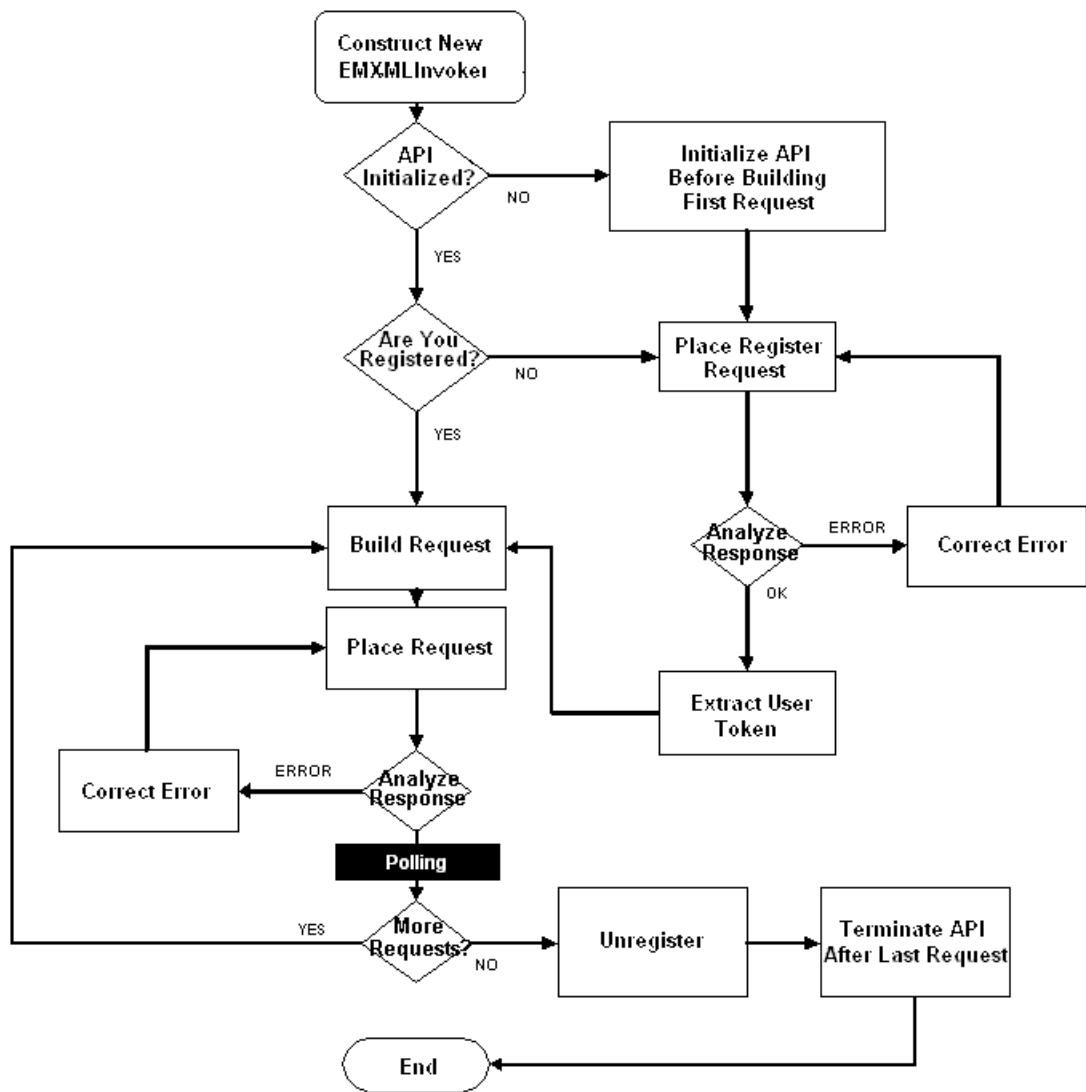 Construct New
EMXMLInvoker
API
Initialized?
NO
Initialize API
Before Building
First Request
YES
Are You
Registered?
NO
Place Register
Request
YES
Build Request
Analyze
Response
ERROR
Correct Error
OK
Place Request
Extract User
Token
Correct Error
ERROR
Analyze
Response
Polling
YES
More
Requests?
NO
Unregister
Terminate API
After Last Request
End